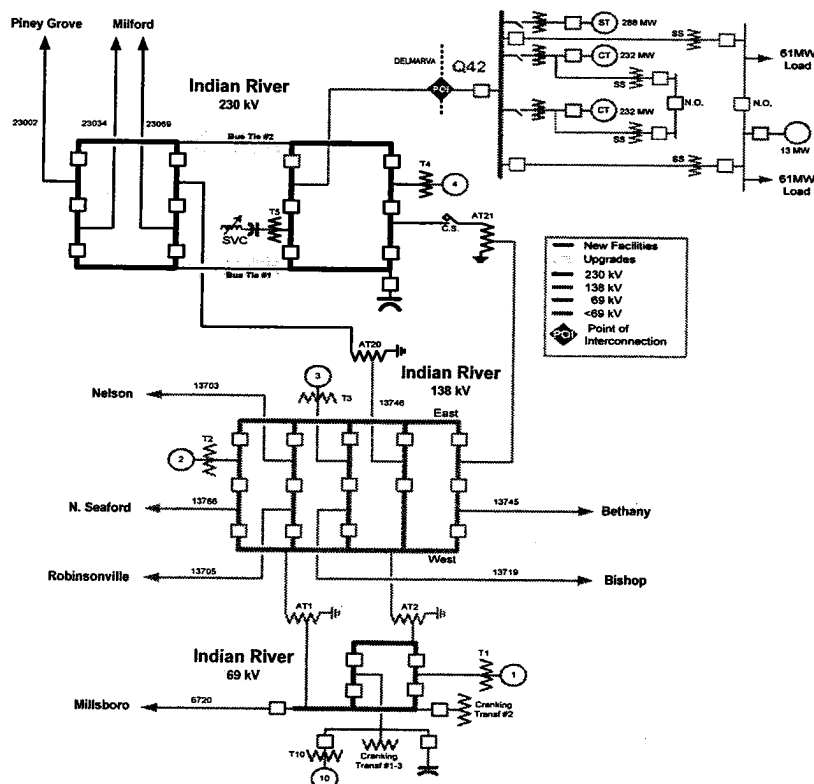 Piney Grove
Milford
Indian River
230 kV
23002
23034
23069
Bus Tie #2
Bus Tie #1
DELMARVA
POI
Q42
ST
288 MW
SS
CT
232 MW
SS
CT
232 MW
SS
SS
N.O.
N.O.
61MW
Load
13 MW
61MW
Load
T4
4
T5
SVC
C.S.
AT21
New Facilities
Upgrades
230 kV
138 kV
69 kV
<69 kV
POI
Point of
Interconnection
AT20
Indian River
138 kV
Nelson
13703
3
T3
13746
East
T2
2
N. Seaford
13766
13745
Bethany
West
Robinsonville
13705
13719
Bishop
AT1
AT2
Indian River
69 kV
T1
1
Millsboro
6720
Cranking
Transf #2
T10
10
Cranking
Transf #1-3